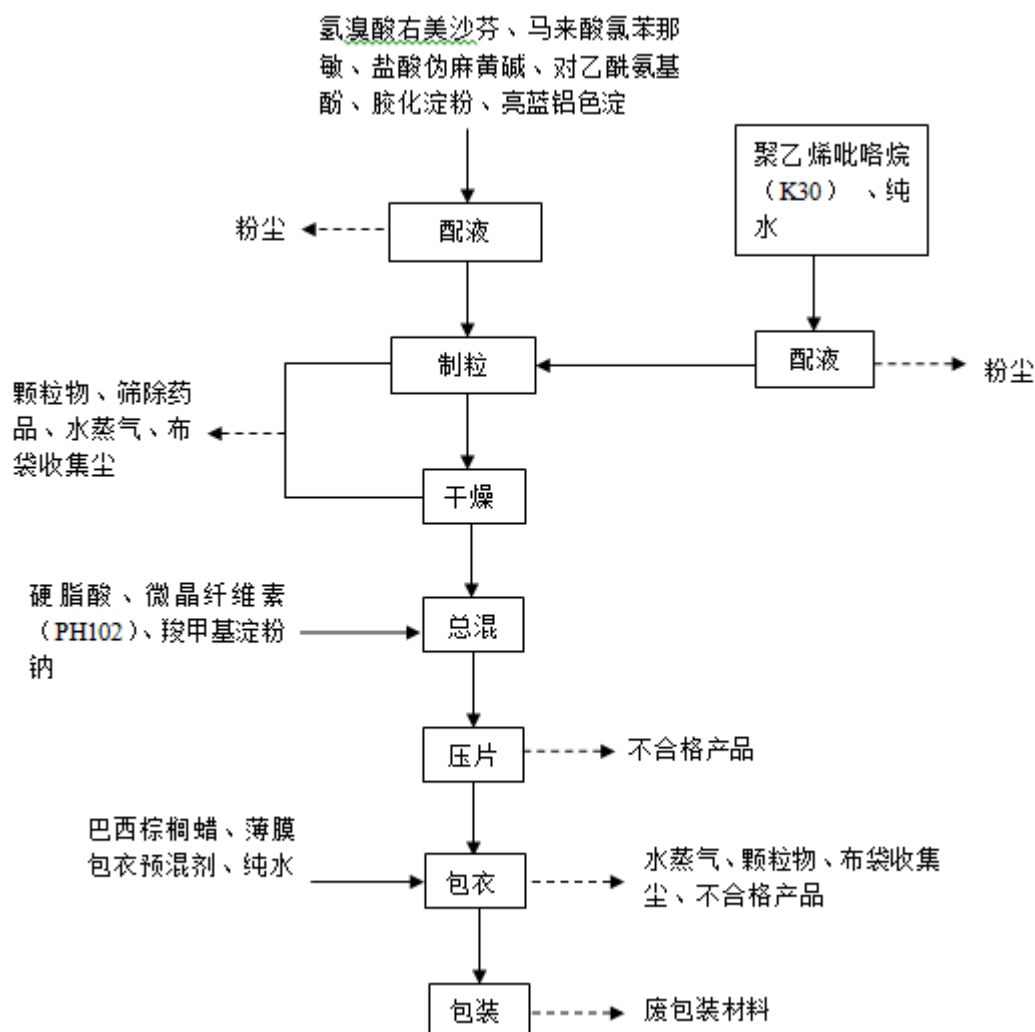 氢溴酸右美沙芬、马来酸氯苯那
敏、盐酸伪麻黄碱、对乙酰氨基
酚、胶化淀粉、亮蓝铝色淀
聚乙烯吡咯烷
（K30）、纯
水
粉尘
配液
制粒
配液
粉尘
颗粒物、筛除药
品、水蒸气、布
袋收集尘
干燥
硬脂酸、微晶纤维素
（PH102）、羧甲基淀粉
钠
总混
压片
不合格产品
巴西棕榈蜡、薄膜
包衣预混剂、纯水
包衣
水蒸气、颗粒物、布袋收集
尘、不合格产品
包装
废包装材料